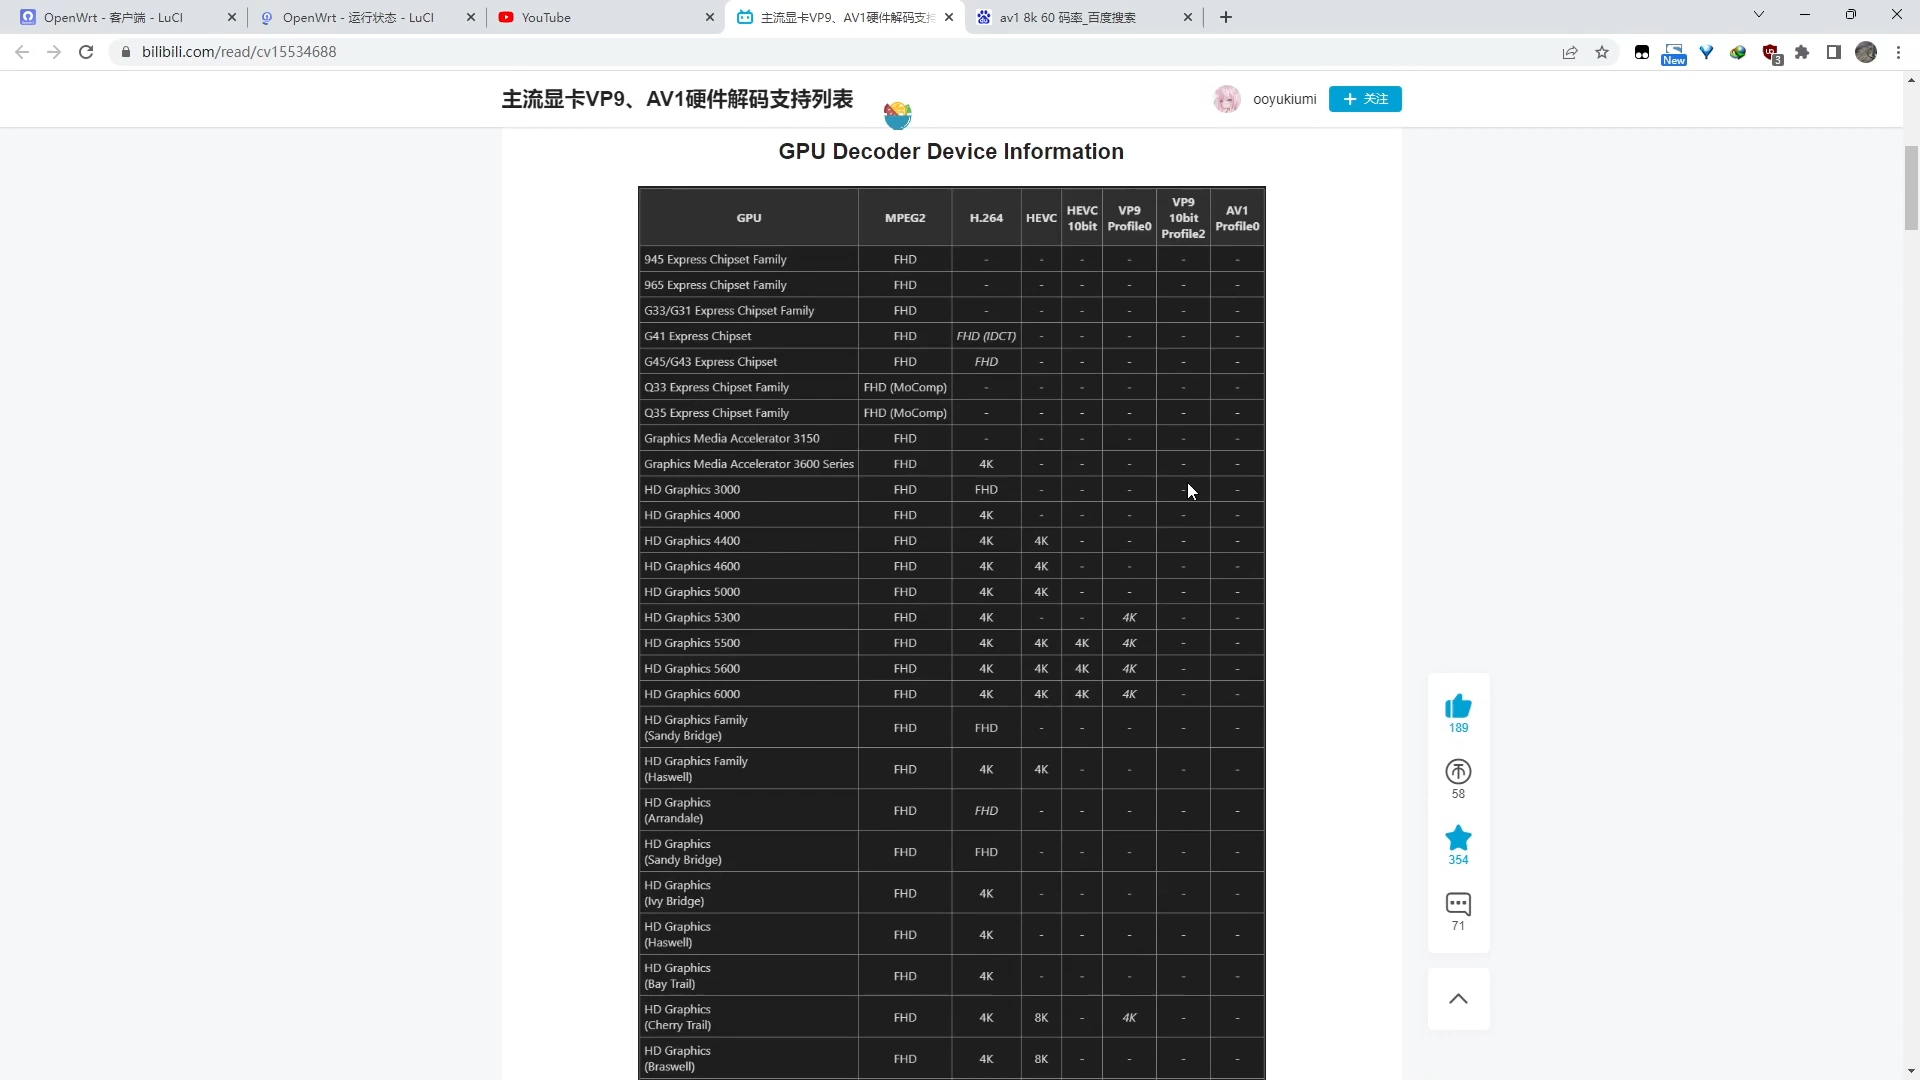 OpenWrt - 客户端 - LuCI
OpenWrt - 运行状态 - LuCI
YouTube
主流显卡VP9、AV1硬件解码支持
av1 8k 60 码率_百度搜索
bilibili.com/read/cv15534688
New
3
主流显卡VP9、AV1硬件解码支持列表
ooyukiumi
+ 关注
GPU Decoder Device Information
GPU MPEG2 H.264 HEVC HEVC 10bit VP9 Profile0 VP9 10bit Profile2 AV1 Profile0
945 Express Chipset Family FHD - - - - - -
965 Express Chipset Family FHD - - - - - -
G33/G31 Express Chipset Family FHD - - - - - -
G41 Express Chipset FHD FHD (IDCT) - - - - -
G45/G43 Express Chipset FHD FHD - - - - -
Q33 Express Chipset Family FHD (MoComp) - - - - - -
Q35 Express Chipset Family FHD (MoComp) - - - - - -
Graphics Media Accelerator 3150 FHD - - - - - -
Graphics Media Accelerator 3600 Series FHD 4K - - - - -
HD Graphics 3000 FHD FHD - - - - -
HD Graphics 4000 FHD 4K - - - - -
HD Graphics 4400 FHD 4K 4K - - - -
HD Graphics 4600 FHD 4K 4K - - - -
HD Graphics 5000 FHD 4K 4K - - - -
HD Graphics 5300 FHD 4K - - 4K - -
HD Graphics 5500 FHD 4K 4K 4K 4K - -
HD Graphics 5600 FHD 4K 4K 4K 4K - -
HD Graphics 6000 FHD 4K 4K 4K 4K - -
HD Graphics Family
(Sandy Bridge) FHD FHD - - - - -
HD Graphics Family
(Haswell) FHD 4K 4K - - - -
HD Graphics
(Arrandale) FHD FHD - - - - -
HD Graphics
(Sandy Bridge) FHD FHD - - - - -
HD Graphics
(Ivy Bridge) FHD 4K - - - - -
HD Graphics
(Haswell) FHD 4K - - - - -
HD Graphics
(Bay Trail) FHD 4K - - - - -
HD Graphics
(Cherry Trail) FHD 4K 8K - 4K - -
HD Graphics
(Braswell) FHD 4K 8K - - - -
189
58
354
71